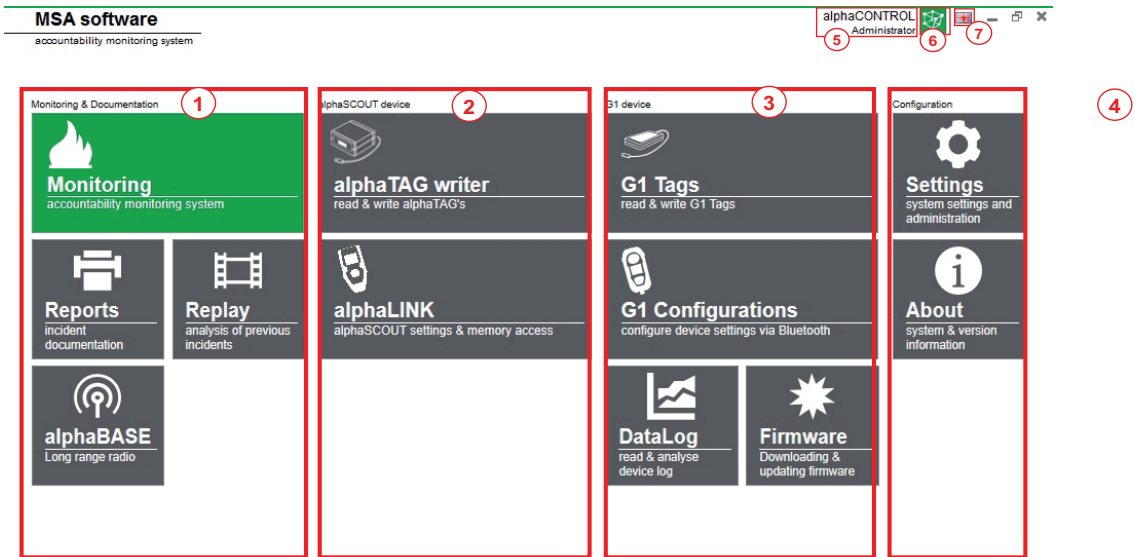 MSA software
accountability monitoring system
alphaCONTROL
Administrator
5
6
7
Monitoring & Documentation
1
Monitoring
accountability monitoring system
Reports
incident
documentation
Replay
analysis of previous
incidents
alphaBASE
Long range radio
alphaSCOUT device
2
alphaTAG writer
read & write alphaTAG's
alphaLINK
alphaSCOUT settings & memory access
G1 device
3
G1 Tags
read & write G1 Tags
G1 Configurations
configure device settings via Bluetooth
DataLog
read & analyse
device log
Firmware
Downloading &
updating firmware
Configuration
4
Settings
system settings and
administration
About
system & version
information